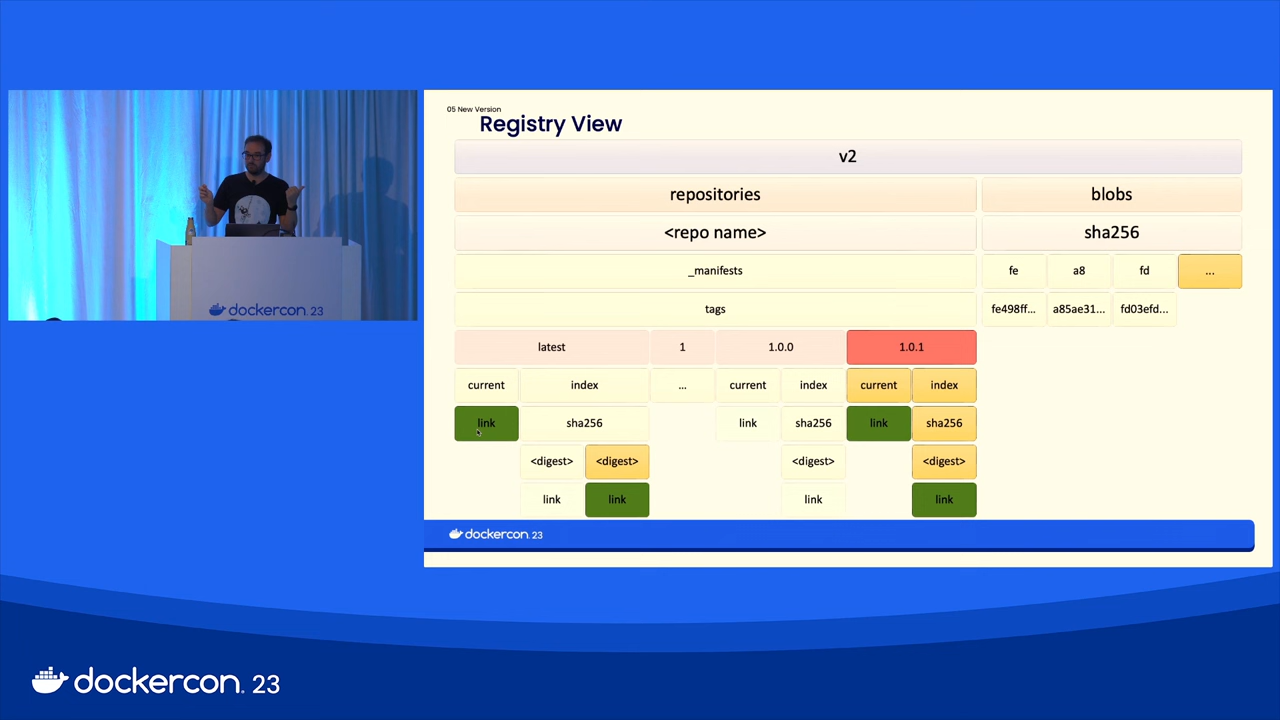 05 New Version
Registry View
v2
repositories blobs
<repo name> sha256
_manifests fe a8 fd ...
tags fe498ff... a85ae31... fd03efd...
latest 1 1.0.0 1.0.1
current index ... current index current index
link sha256 link sha256 link sha256
<digest> <digest> <digest> <digest>
link link link link
dockercon. 23
dockercon. 23
dockercon. 23